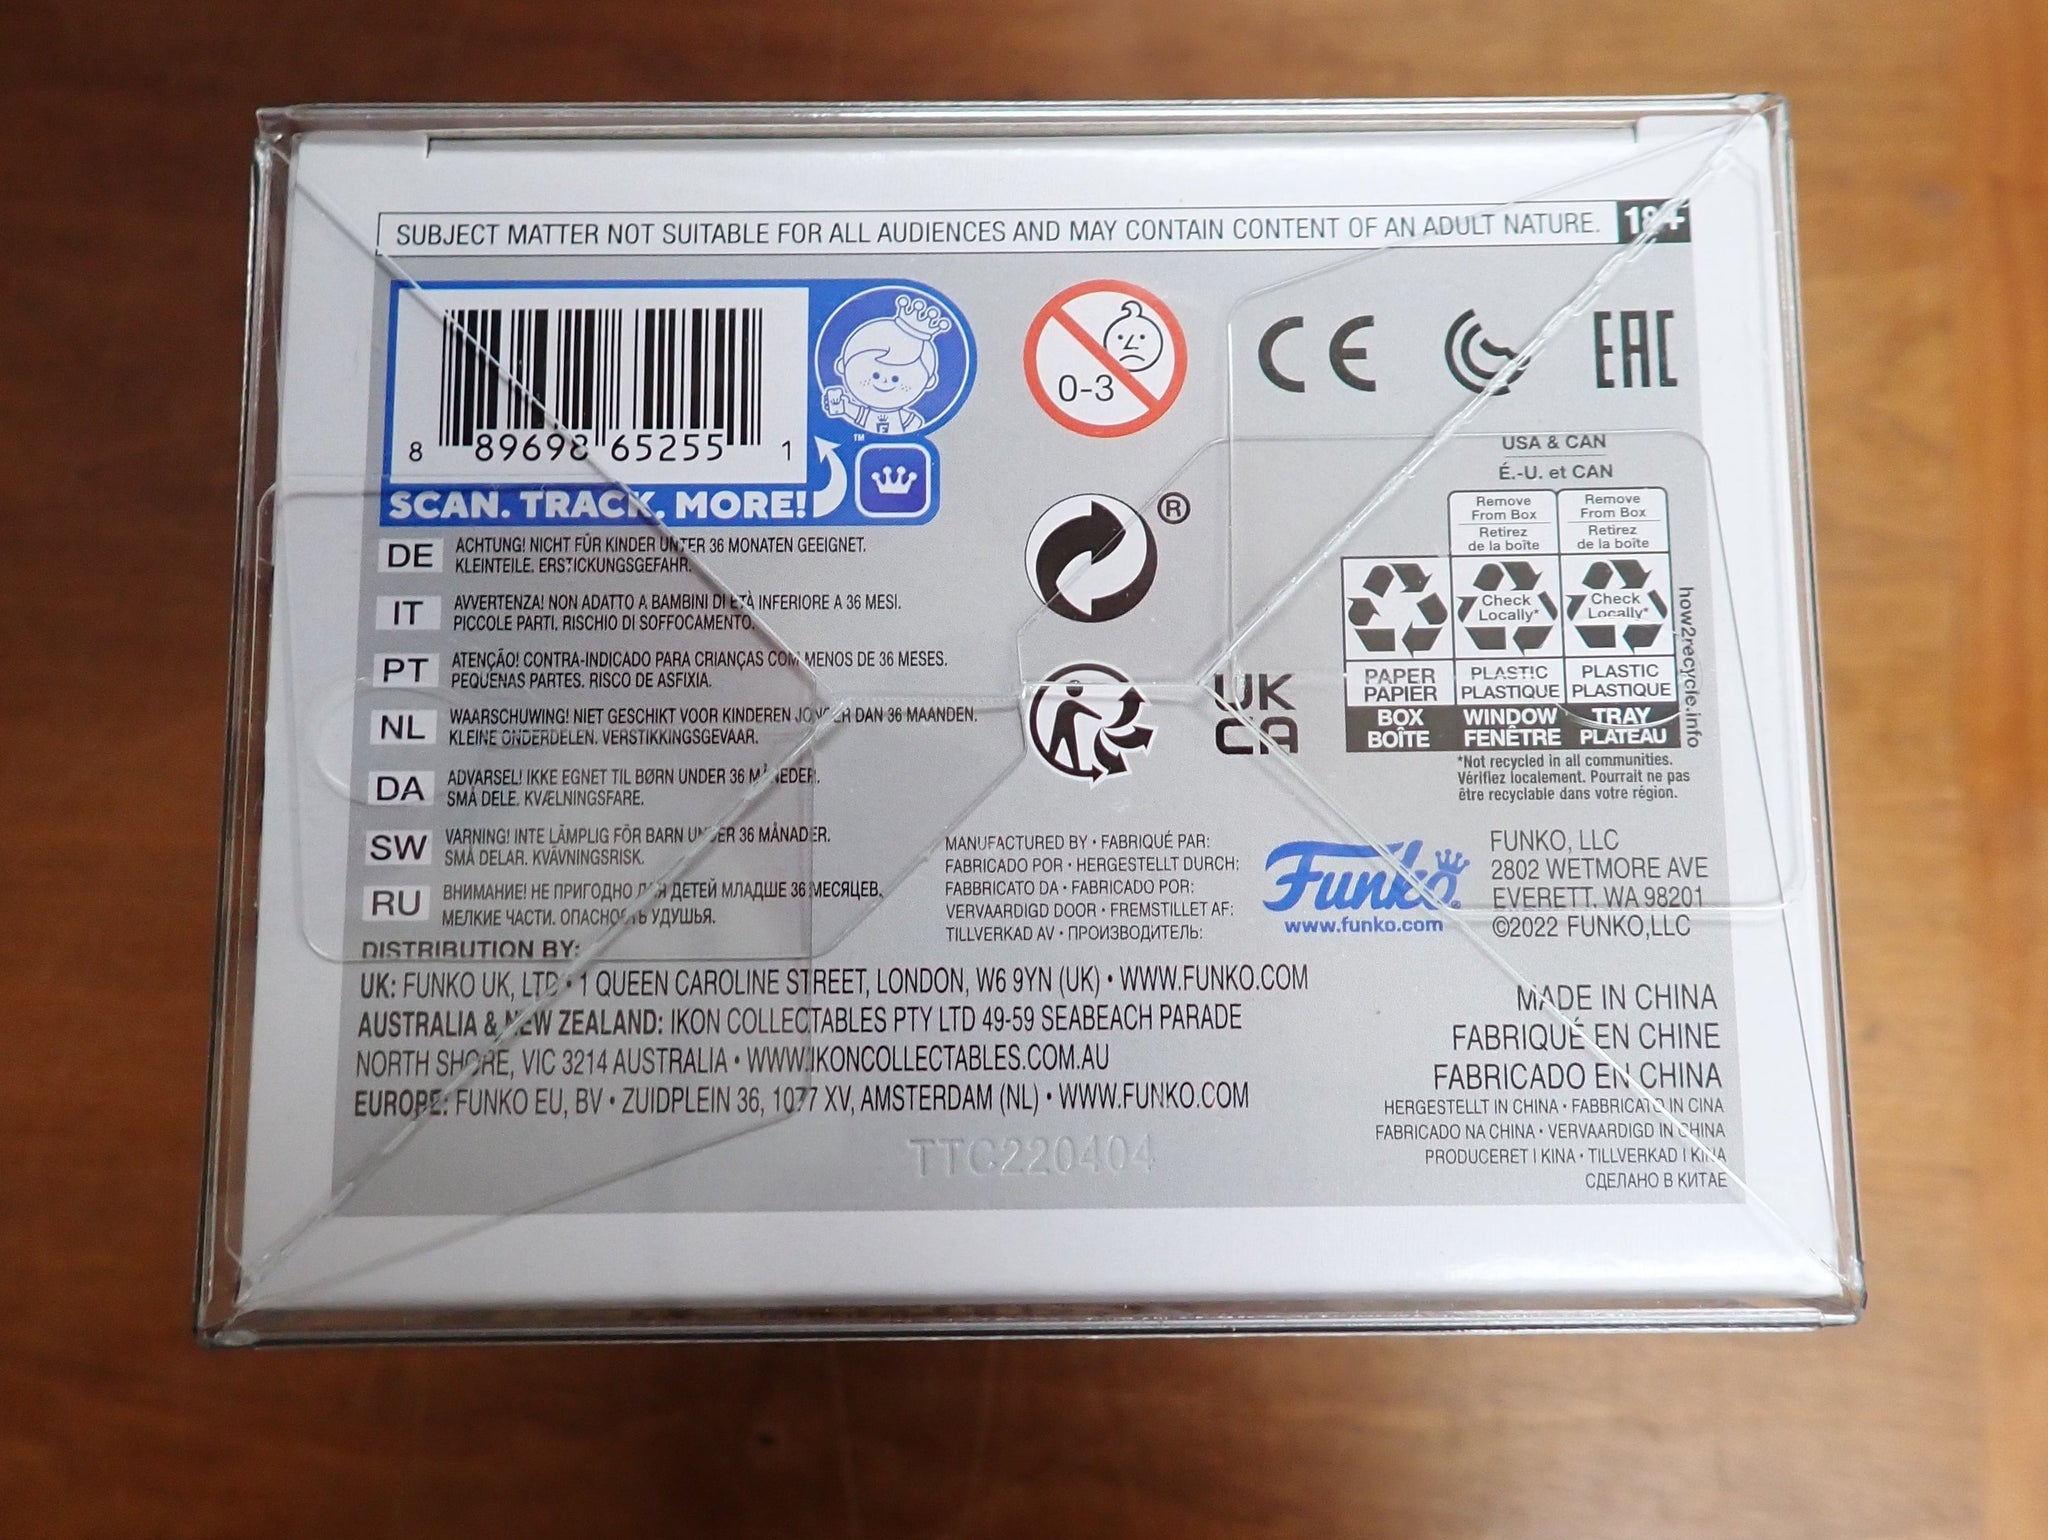 SUBJECT MATTER NOT SUITABLE FOR ALL AUDIENCES AND MAY CONTAIN CONTENT OF AN ADULT NATURE. 18+
8 89698 65255 1
SCAN. TRACK. MORE!
TM
0-3
CE
EAC
DE ACHTUNG! NICHT FÜR KINDER UNTER 36 MONATEN GEEIGNET.
KLEINTEILE. ERSTICKUNGSGEFAHR.
IT AVVERTENZA! NON ADATTO A BAMBINI DI ETÀ INFERIORE A 36 MESI.
PICCOLE PARTI. RISCHIO DI SOFFOCAMENTO.
PT ATENÇÃO! CONTRA-INDICADO PARA CRIANÇAS COM MENOS DE 36 MESES.
PEQUENAS PARTES. RISCO DE ASFIXIA.
NL WAARSCHUWING! NIET GESCHIKT VOOR KINDEREN JONGER DAN 36 MAANDEN.
KLEINE ONDERDELEN. VERSTIKKINGSGEVAAR.
DA ADVARSEL! IKKE EGNET TIL BØRN UNDER 36 MÅNEDER.
SMÅ DELE. KVÆLNINGSFARE.
SW VARNING! INTE LÄMPLIG FÖR BARN UNDER 36 MÅNADER.
SMÅ DELAR. KVÄVNINGSRISK.
RU ВНИМАНИЕ! НЕ ПРИГОДНО ДЛЯ ДЕТЕЙ МЛАДШЕ 36 МЕСЯЦЕВ.
МЕЛКИЕ ЧАСТИ. ОПАСНОСТЬ УДУШЬЯ.
®
UK
CA
USA & CAN
É.-U. et CAN
Remove
From Box
Retirez
de la boîte
Remove
From Box
Retirez
de la boîte
Check
Locally*
Check
Locally*
PAPER
PAPIER
PLASTIC
PLASTIQUE
PLASTIC
PLASTIQUE
BOX
BOÎTE
WINDOW
FENÊTRE
TRAY
PLATEAU
how2recycle.info
*Not recycled in all communities.
Vérifiez localement. Pourrait ne pas
être recyclable dans votre région.
MANUFACTURED BY • FABRIQUÉ PAR:
FABRICADO POR • HERGESTELLT DURCH:
FABBRICATO DA • FABRICADO POR:
VERVAARDIGD DOOR • FREMSTILLET AF:
TILLVERKAD AV • ПРОИЗВОДИТЕЛЬ:
Funko®
www.funko.com
FUNKO, LLC
2802 WETMORE AVE
EVERETT, WA 98201
©2022 FUNKO,LLC
DISTRIBUTION BY:
UK: FUNKO UK, LTD • 1 QUEEN CAROLINE STREET, LONDON, W6 9YN (UK) • WWW.FUNKO.COM
AUSTRALIA & NEW ZEALAND: IKON COLLECTABLES PTY LTD 49-59 SEABEACH PARADE
NORTH SHORE, VIC 3214 AUSTRALIA • WWW.IKONCOLLECTABLES.COM.AU
EUROPE: FUNKO EU, BV • ZUIDPLEIN 36, 1077 XV, AMSTERDAM (NL) • WWW.FUNKO.COM
MADE IN CHINA
FABRIQUÉ EN CHINE
FABRICADO EN CHINA
HERGESTELLT IN CHINA • FABBRICATO IN CINA
FABRICADO NA CHINA • VERVAARDIGD IN CHINA
PRODUCERET I KINA • TILLVERKAD I KINA
СДЕЛАНО В КИТАЕ
TTC220404